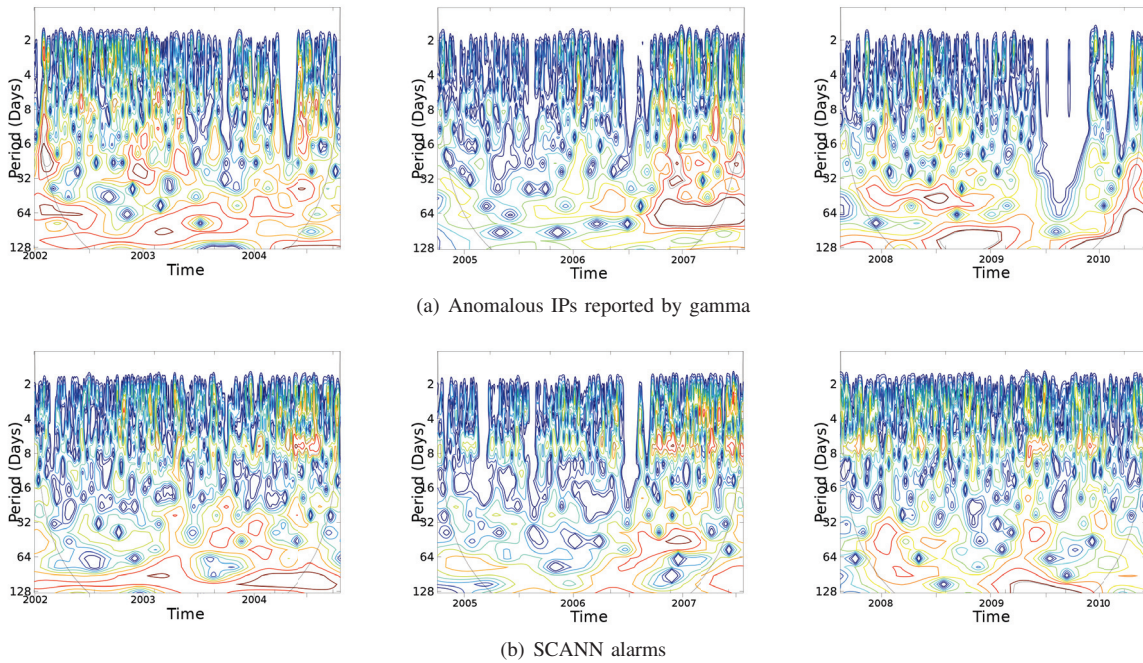 2
4
8
16
32
64
128
Period (Days)
2002 2003 2004
Time
2
4
8
16
32
64
128
Period (Days)
2005 2006 2007
Time
2
4
8
16
32
64
128
Period (Days)
2008 2009 2010
Time
(a) Anomalous IPs reported by gamma
2
4
8
16
32
64
128
Period (Days)
2002 2003 2004
Time
2
4
8
16
32
64
128
Period (Days)
2005 2006 2007
Time
2
4
8
16
32
64
128
Period (Days)
2008 2009 2010
Time
(b) SCANN alarms